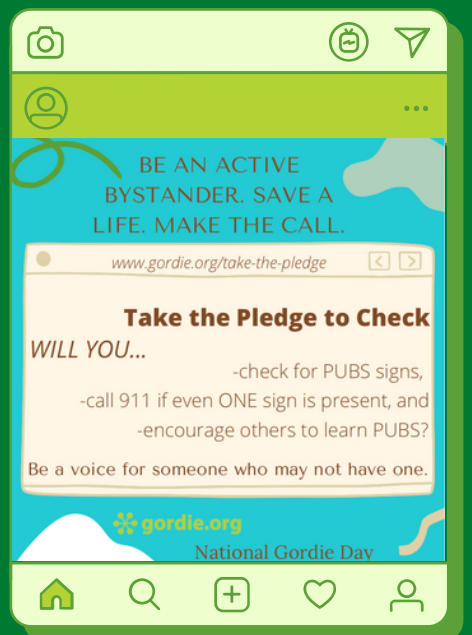 BE AN ACTIVE
BYSTANDER. SAVE A
LIFE. MAKE THE CALL.
www.gordie.org/take-the-pledge
Take the Pledge to Check
WILL YOU...
-check for PUBS signs,
-call 911 if even ONE sign is present, and
-encourage others to learn PUBS?
Be a voice for someone who may not have one.
gordie.org
National Gordie Day